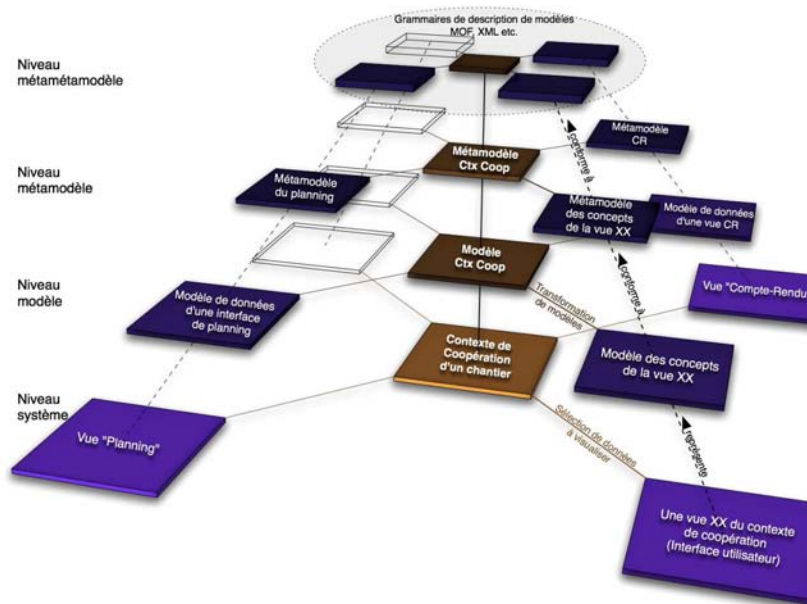 Grammaires de description de modèles
MOF, XML etc.
Niveau
métamétamodèle
Métamodèle
CR
conforme à
Métamodèle
Ctx Coop
Niveau
métamodèle
Métamodèle
du planning
Métamodèle
des concepts
de la vue XX
Modèle de données
d'une vue CR
Modèle
Ctx Coop
Niveau
modèle
Modèle de données
d'une interface
de planning
Transformation
de modèles
conforme à
Vue "Compte-Rendu
Contexte de
Coopération
d'un chantier
Modèle des concepts
de la vue XX
Niveau
système
Vue "Planning"
Sélection de données
à visualiser
représente
Une vue XX du contexte
de coopération
(Interface utilisateur)